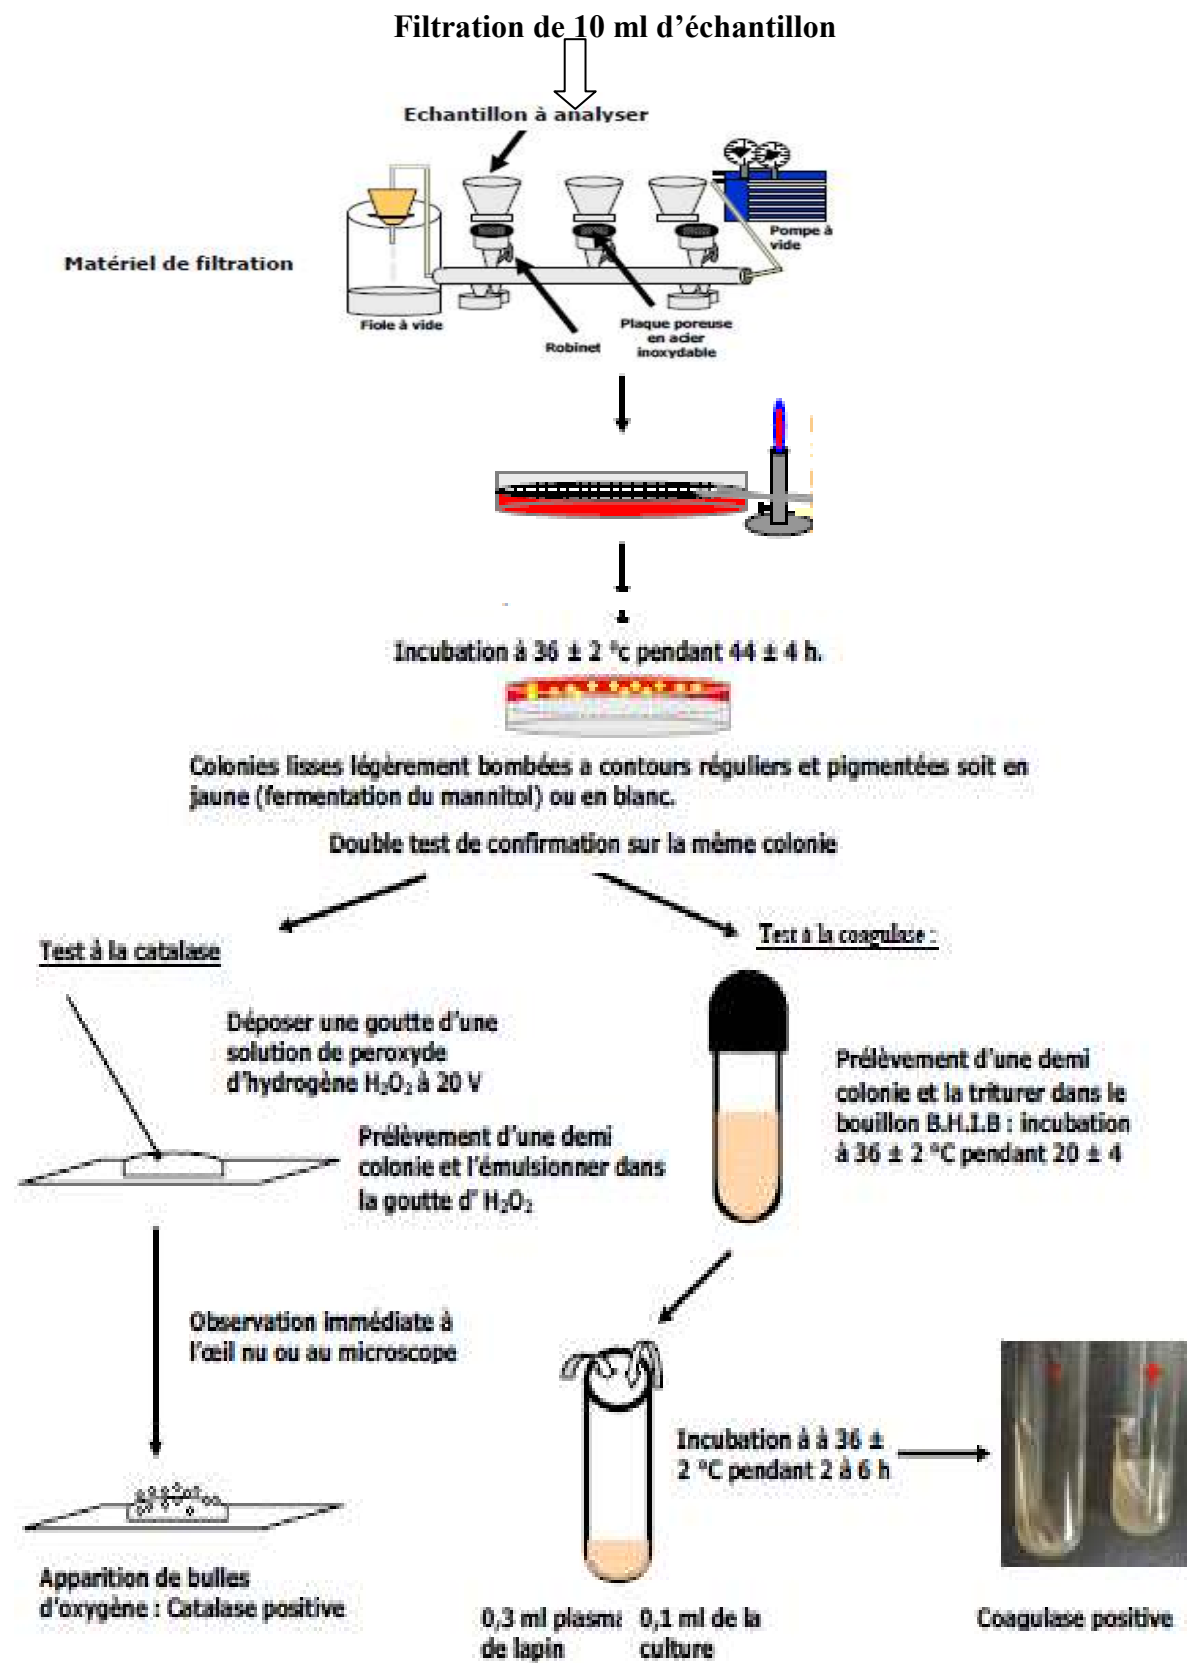 Filtration de 10 ml d’échantillon
Echantillon à analyser
Pompe à
vide
Matériel de filtration
Fiole à vide
Robinet
Plaque poreuse
en acier
inoxydable
Incubation à 36 ± 2 °c pendant 44 ± 4 h.
Colonies lisses légèrement bombées a contours réguliers et pigmentées soit en
jaune (fermentation du mannitol) ou en blanc.
Double test de confirmation sur la même colonie
Test à la catalase
Déposer une goutte d’une
solution de peroxyde
d’hydrogène H₂O₂ à 20 V
Prélèvement d’une demi
colonie et l’émulsionner dans
la goutte d’ H₂O₂
Observation immédiate à
l’œil nu ou au microscope
Apparition de bulles
d’oxygène : Catalase positive
Test à la coagulase :
Prélèvement d’une demi
colonie et la triturer dans le
bouillon B.H.I.B : incubation
à 36 ± 2 °C pendant 20 ± 4
Incubation à à 36 ±
2 °C pendant 2 à 6 h
0,3 ml plasma
de lapin
0,1 ml de la
culture
Coagulase positive